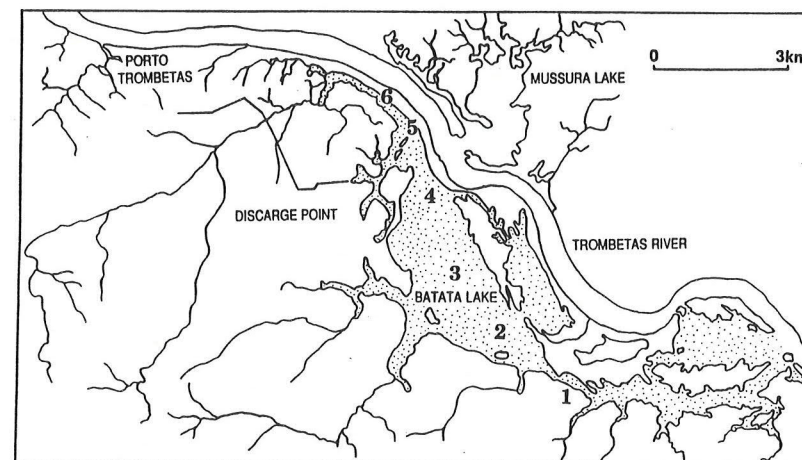 0 3km
PORTO
TROMBETAS
MUSSURA LAKE
6
5
4
DISCARGE POINT
TROMBETAS RIVER
3
BATATA LAKE
2
1